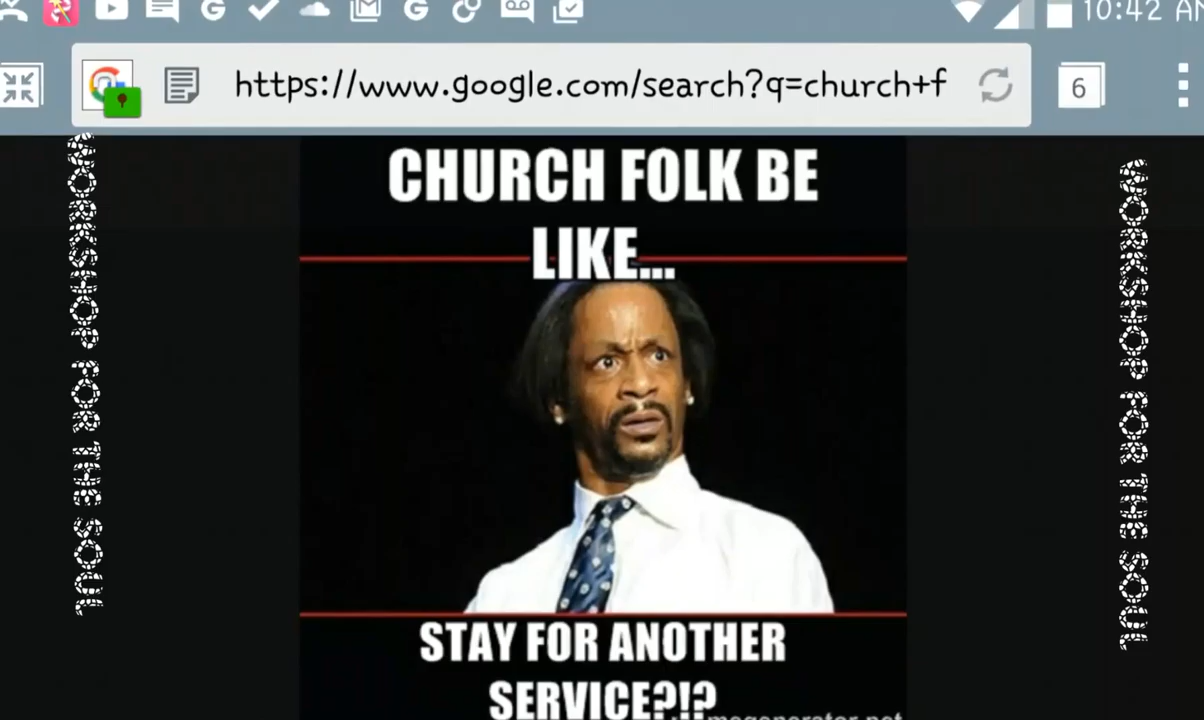 10:42 AM
https://www.google.com/search?q=church+f
6
WORKSHOP FOR THE SOUL
WORKSHOP FOR THE SOUL
CHURCH FOLK BE
LIKE...
STAY FOR ANOTHER
SERVICE?!?